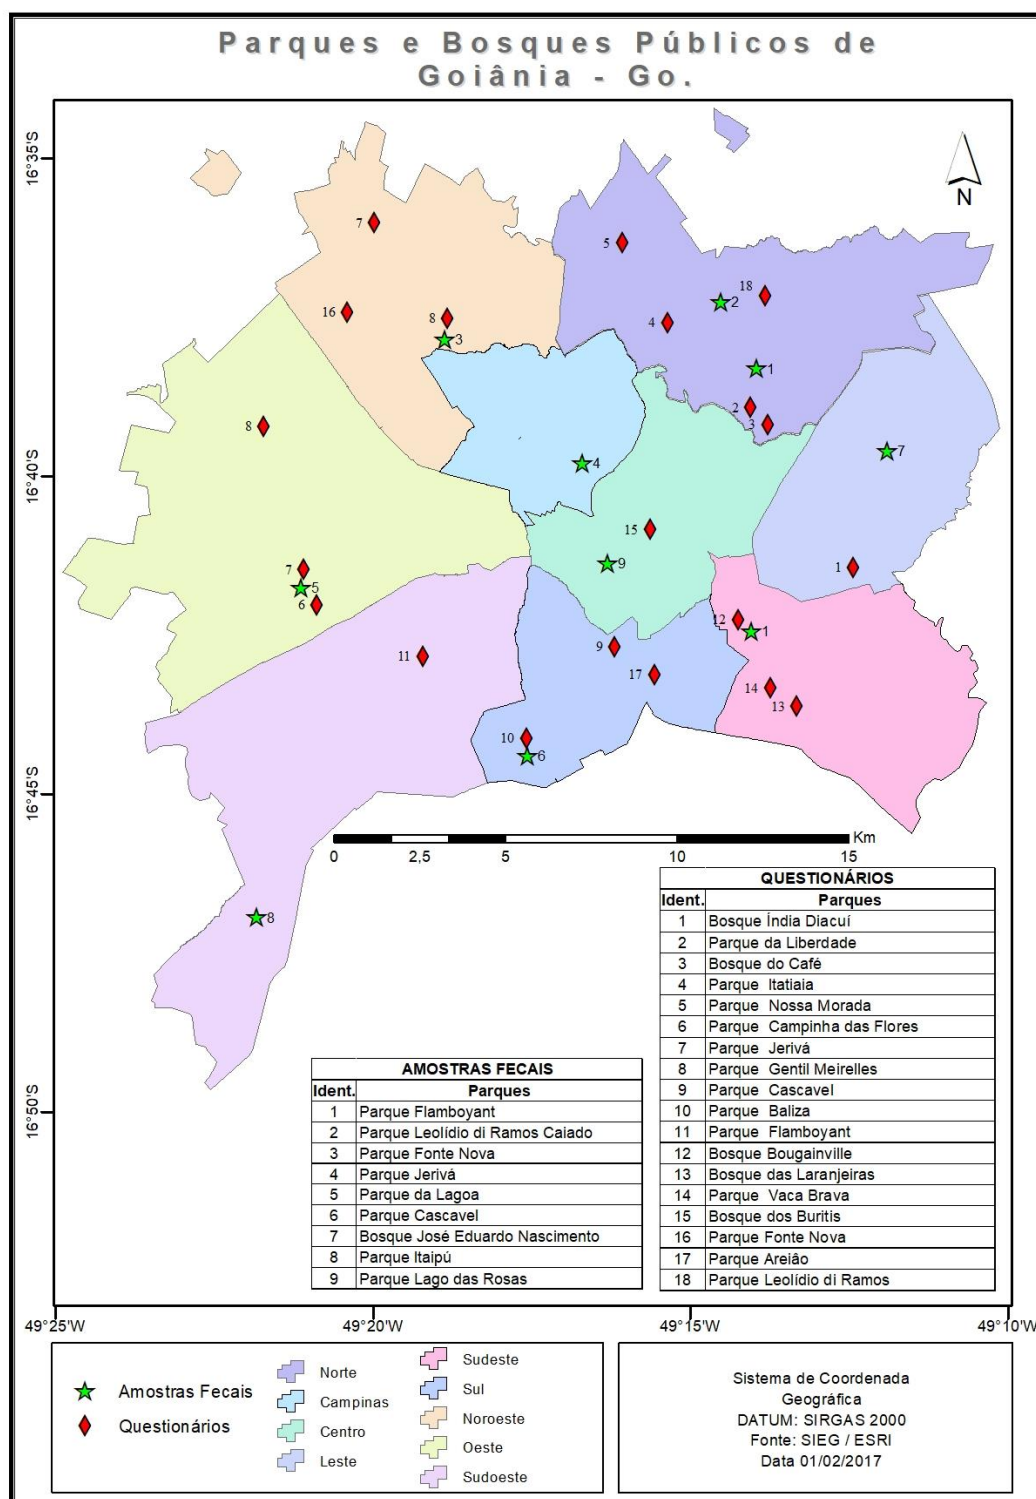 Parques e Bosques Públicos de
Goiânia - Go.
16°35'S
16°40'S
16°45'S
16°50'S
N
7
5
18
2
16
8
4
3
1
2
3
8
4
7
15
9
7
5
6
1
12
1
11
9
17
14
13
10
6
8
Km
0 2,5 5 10 15
QUESTIONÁRIOS
Ident. Parques
1 Bosque Índia Diacuí
2 Parque da Liberdade
3 Bosque do Café
4 Parque Itatiaia
5 Parque Nossa Morada
6 Parque Campinha das Flores
7 Parque Jerivá
8 Parque Gentil Meirelles
9 Parque Cascavel
10 Parque Baliza
11 Parque Flamboyant
12 Bosque Bougainville
13 Bosque das Laranjeiras
14 Parque Vaca Brava
15 Bosque dos Buritis
16 Parque Fonte Nova
17 Parque Areiâo
18 Parque Leolídio di Ramos
AMOSTRAS FECAIS
Ident. Parques
1 Parque Flamboyant
2 Parque Leolídio di Ramos Caiado
3 Parque Fonte Nova
4 Parque Jerivá
5 Parque da Lagoa
6 Parque Cascavel
7 Bosque José Eduardo Nascimento
8 Parque Itaipú
9 Parque Lago das Rosas
49°25'W 49°20'W 49°15'W 49°10'W
Amostras Fecais
Questionários
Norte
Campinas
Centro
Leste
Sudeste
Sul
Noroeste
Oeste
Sudoeste
Sistema de Coordenada
Geográfica
DATUM: SIRGAS 2000
Fonte: SIEG / ESRI
Data 01/02/2017